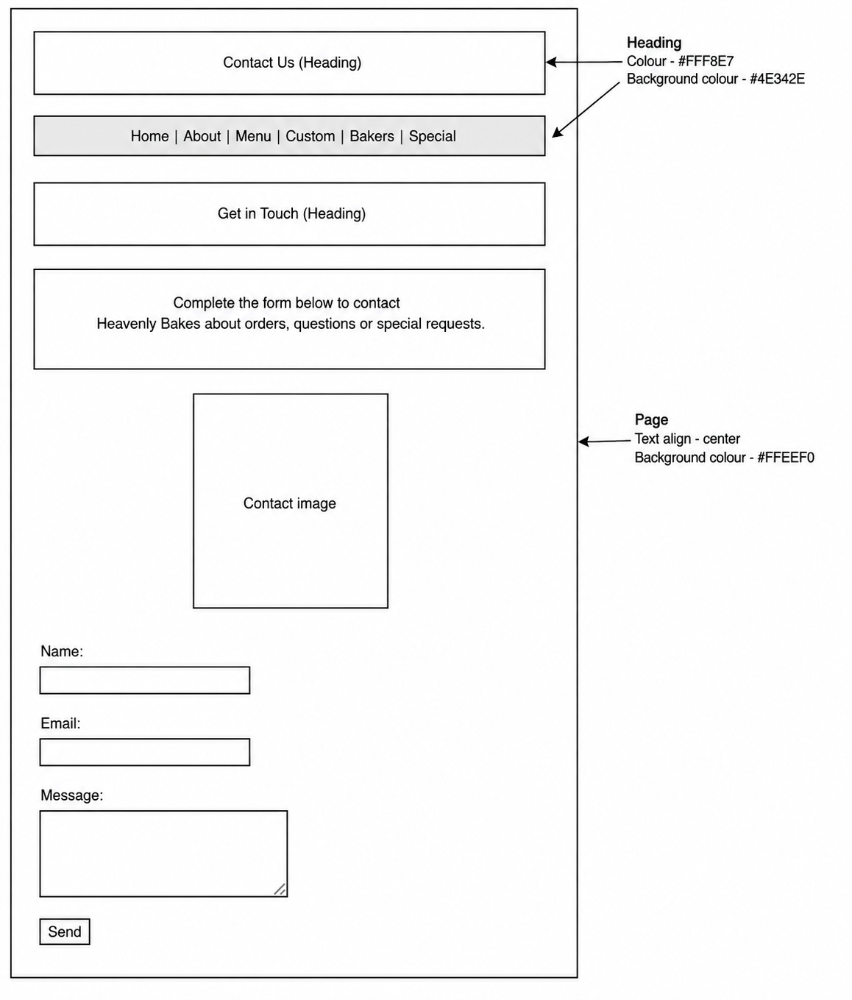 Contact Us (Heading)
Heading
Colour - #FFF8E7
Background colour - #4E342E
Home | About | Menu | Custom | Bakers | Special
Get in Touch (Heading)
Complete the form below to contact
Heavenly Bakes about orders, questions or special requests.
Contact image
Page
Text align - center
Background colour - #FFEEF0
Name:
Email:
Message:
Send